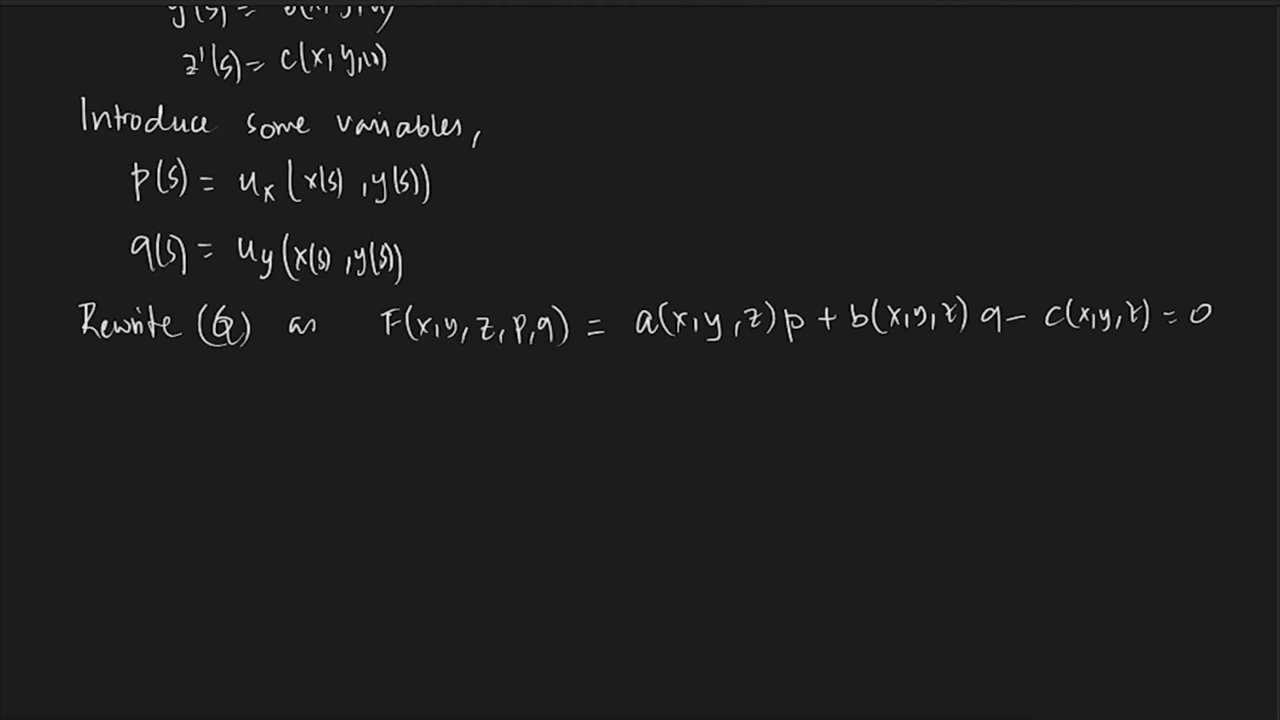 y'(s) =
z'(s) = c(x, y, u)
Introduce some variables,
p(s) = u_x (x(s), y(s))
q(s) = u_y (x(s), y(s))
Rewrite (Q) as F(x, y, z, p, q) = a(x, y, z) p + b(x, y, z) q - c(x, y, z) = 0